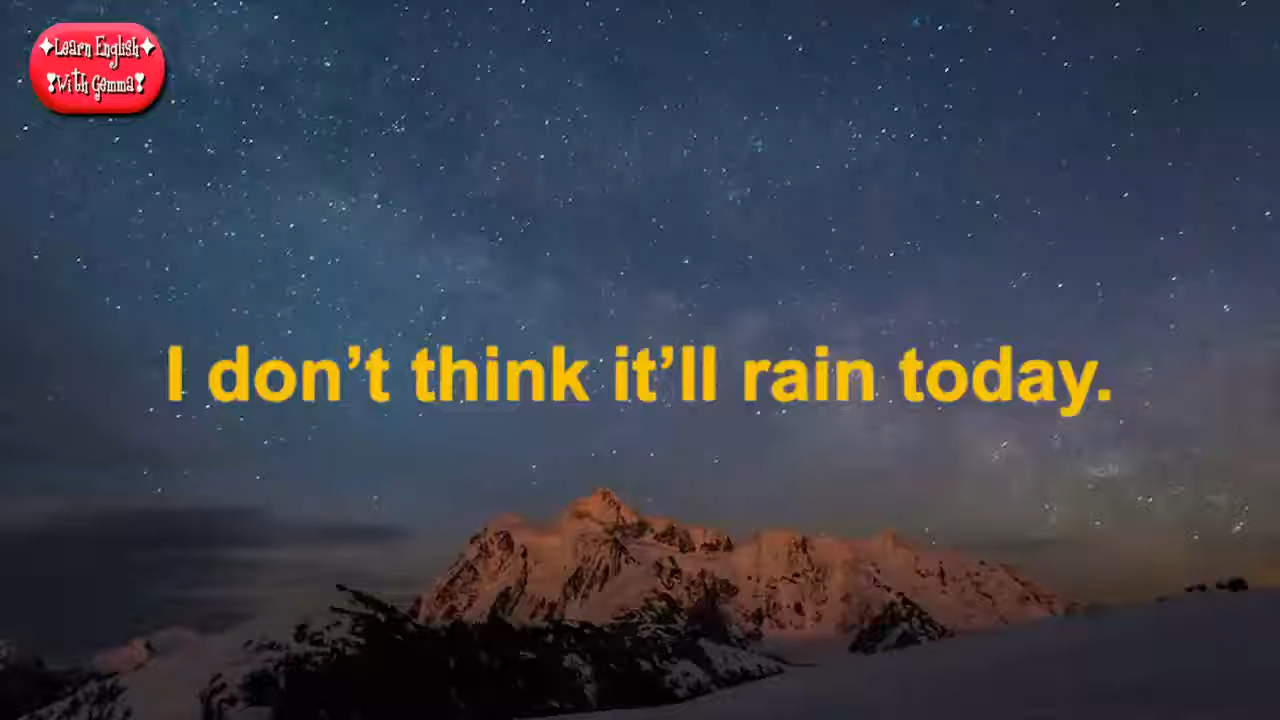 ✦Learn English✦
❣With Gemma❣
I don’t think it’ll rain today.